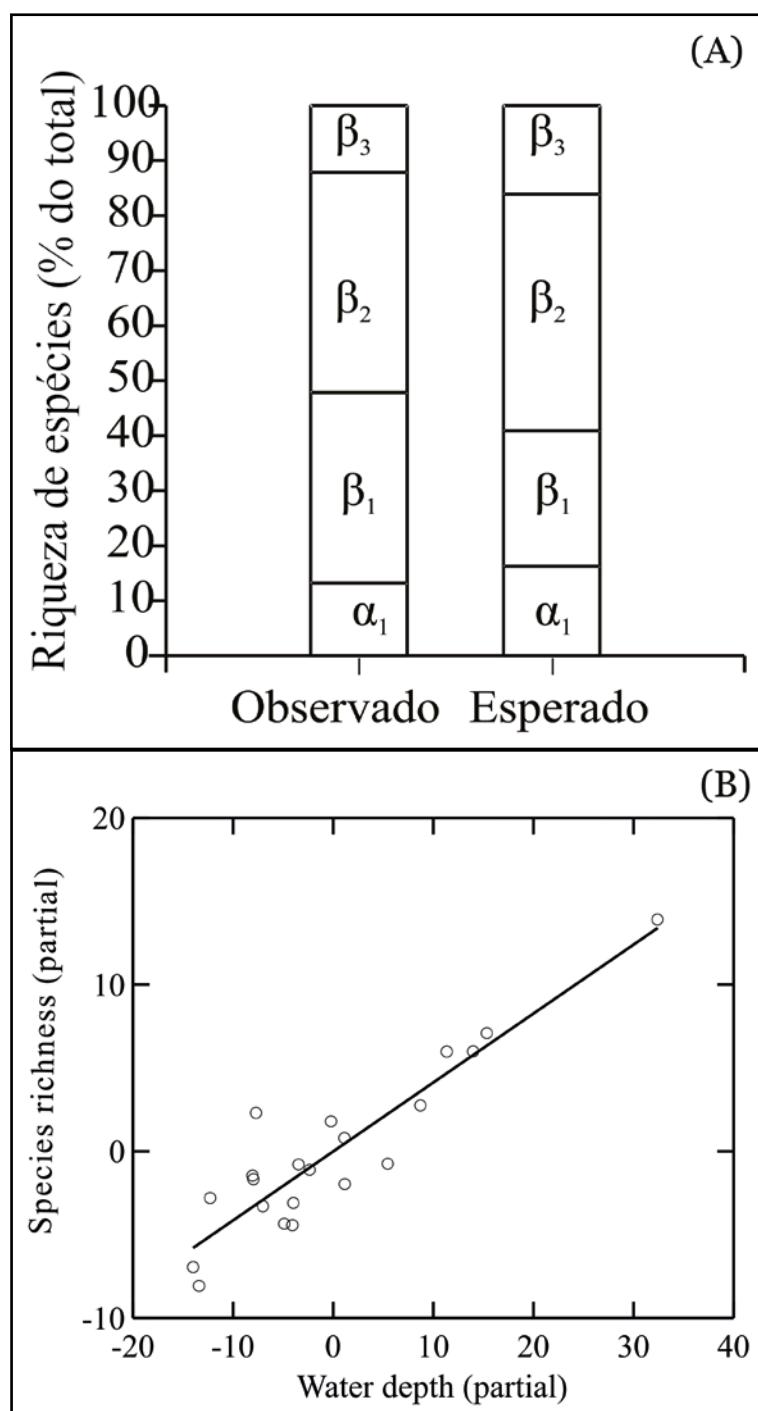 (A)
Riqueza de espécies (% do total)
100
90
80
70
60
50
40
30
20
10
0
β₃
β₂
β₁
α₁
β₃
β₂
β₁
α₁
Observado Esperado
(B)
Species richness (partial)
20
10
0
-10
-20 -10 0 10 20 30 40
Water depth (partial)